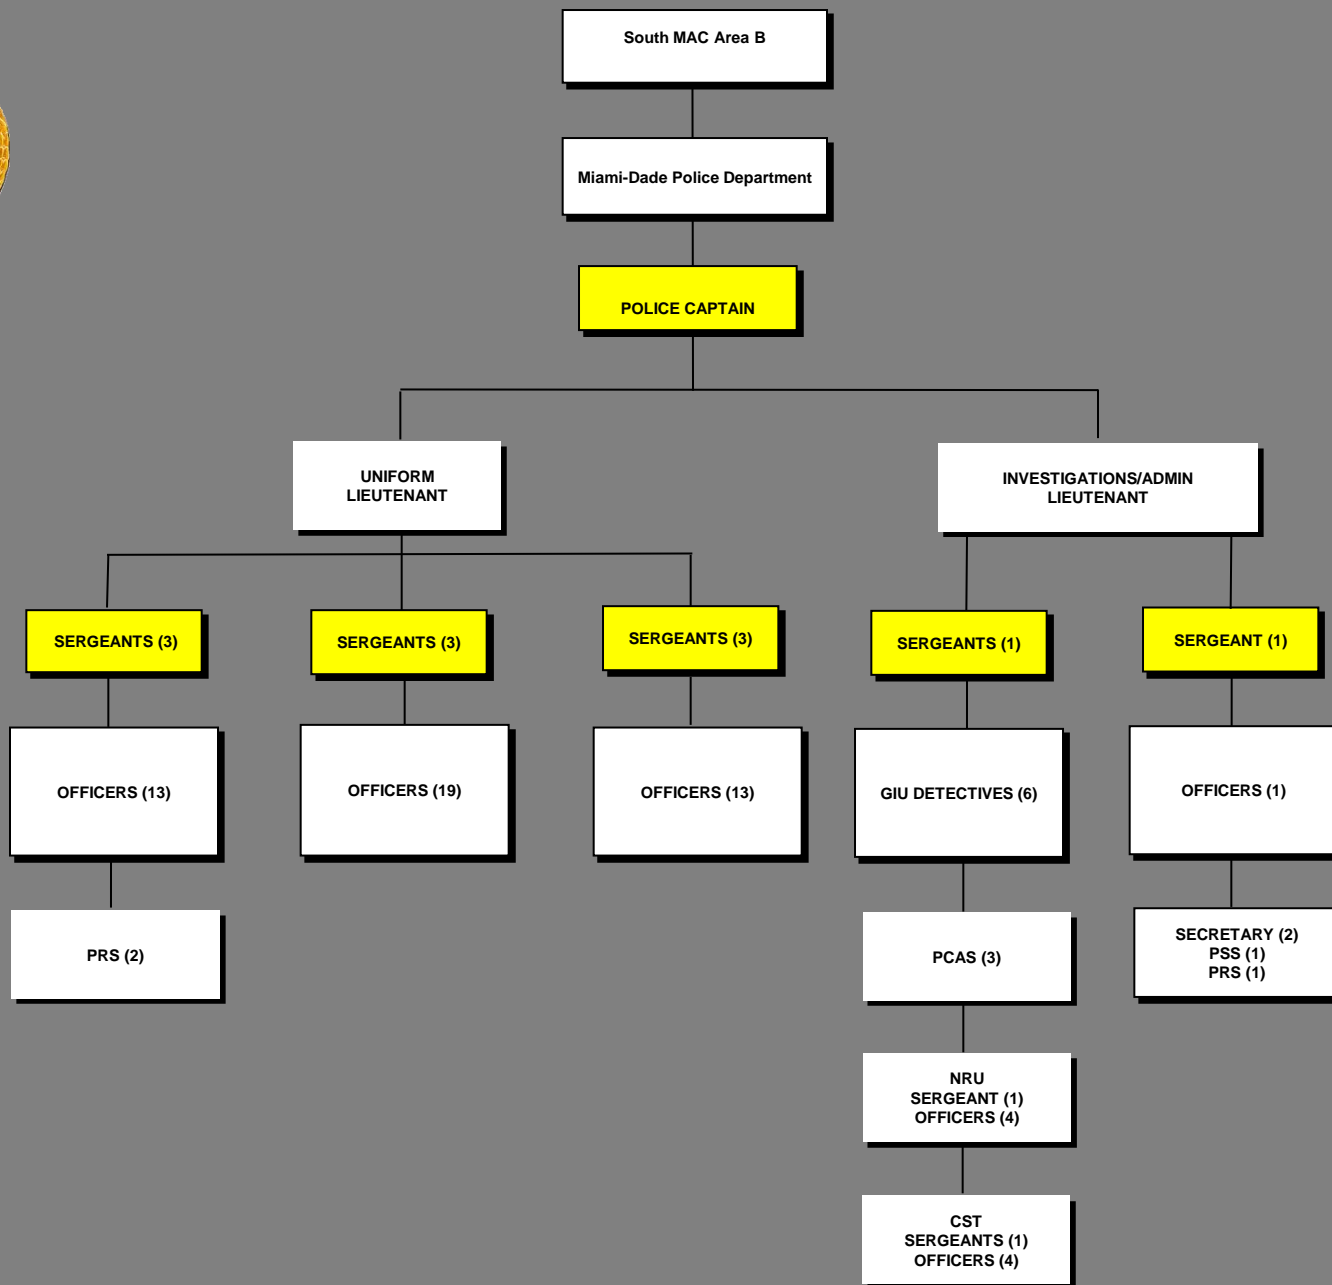 South MAC Area B
Miami-Dade Police Department
POLICE CAPTAIN
UNIFORM
LIEUTENANT
INVESTIGATIONS/ADMIN
LIEUTENANT
SERGEANTS (3)
SERGEANTS (3)
SERGEANTS (3)
SERGEANTS (1)
SERGEANT (1)
OFFICERS (13)
OFFICERS (19)
OFFICERS (13)
GIU DETECTIVES (6)
OFFICERS (1)
PRS (2)
PCAS (3)
SECRETARY (2)
PSS (1)
PRS (1)
NRU
SERGEANT (1)
OFFICERS (4)
CST
SERGEANTS (1)
OFFICERS (4)